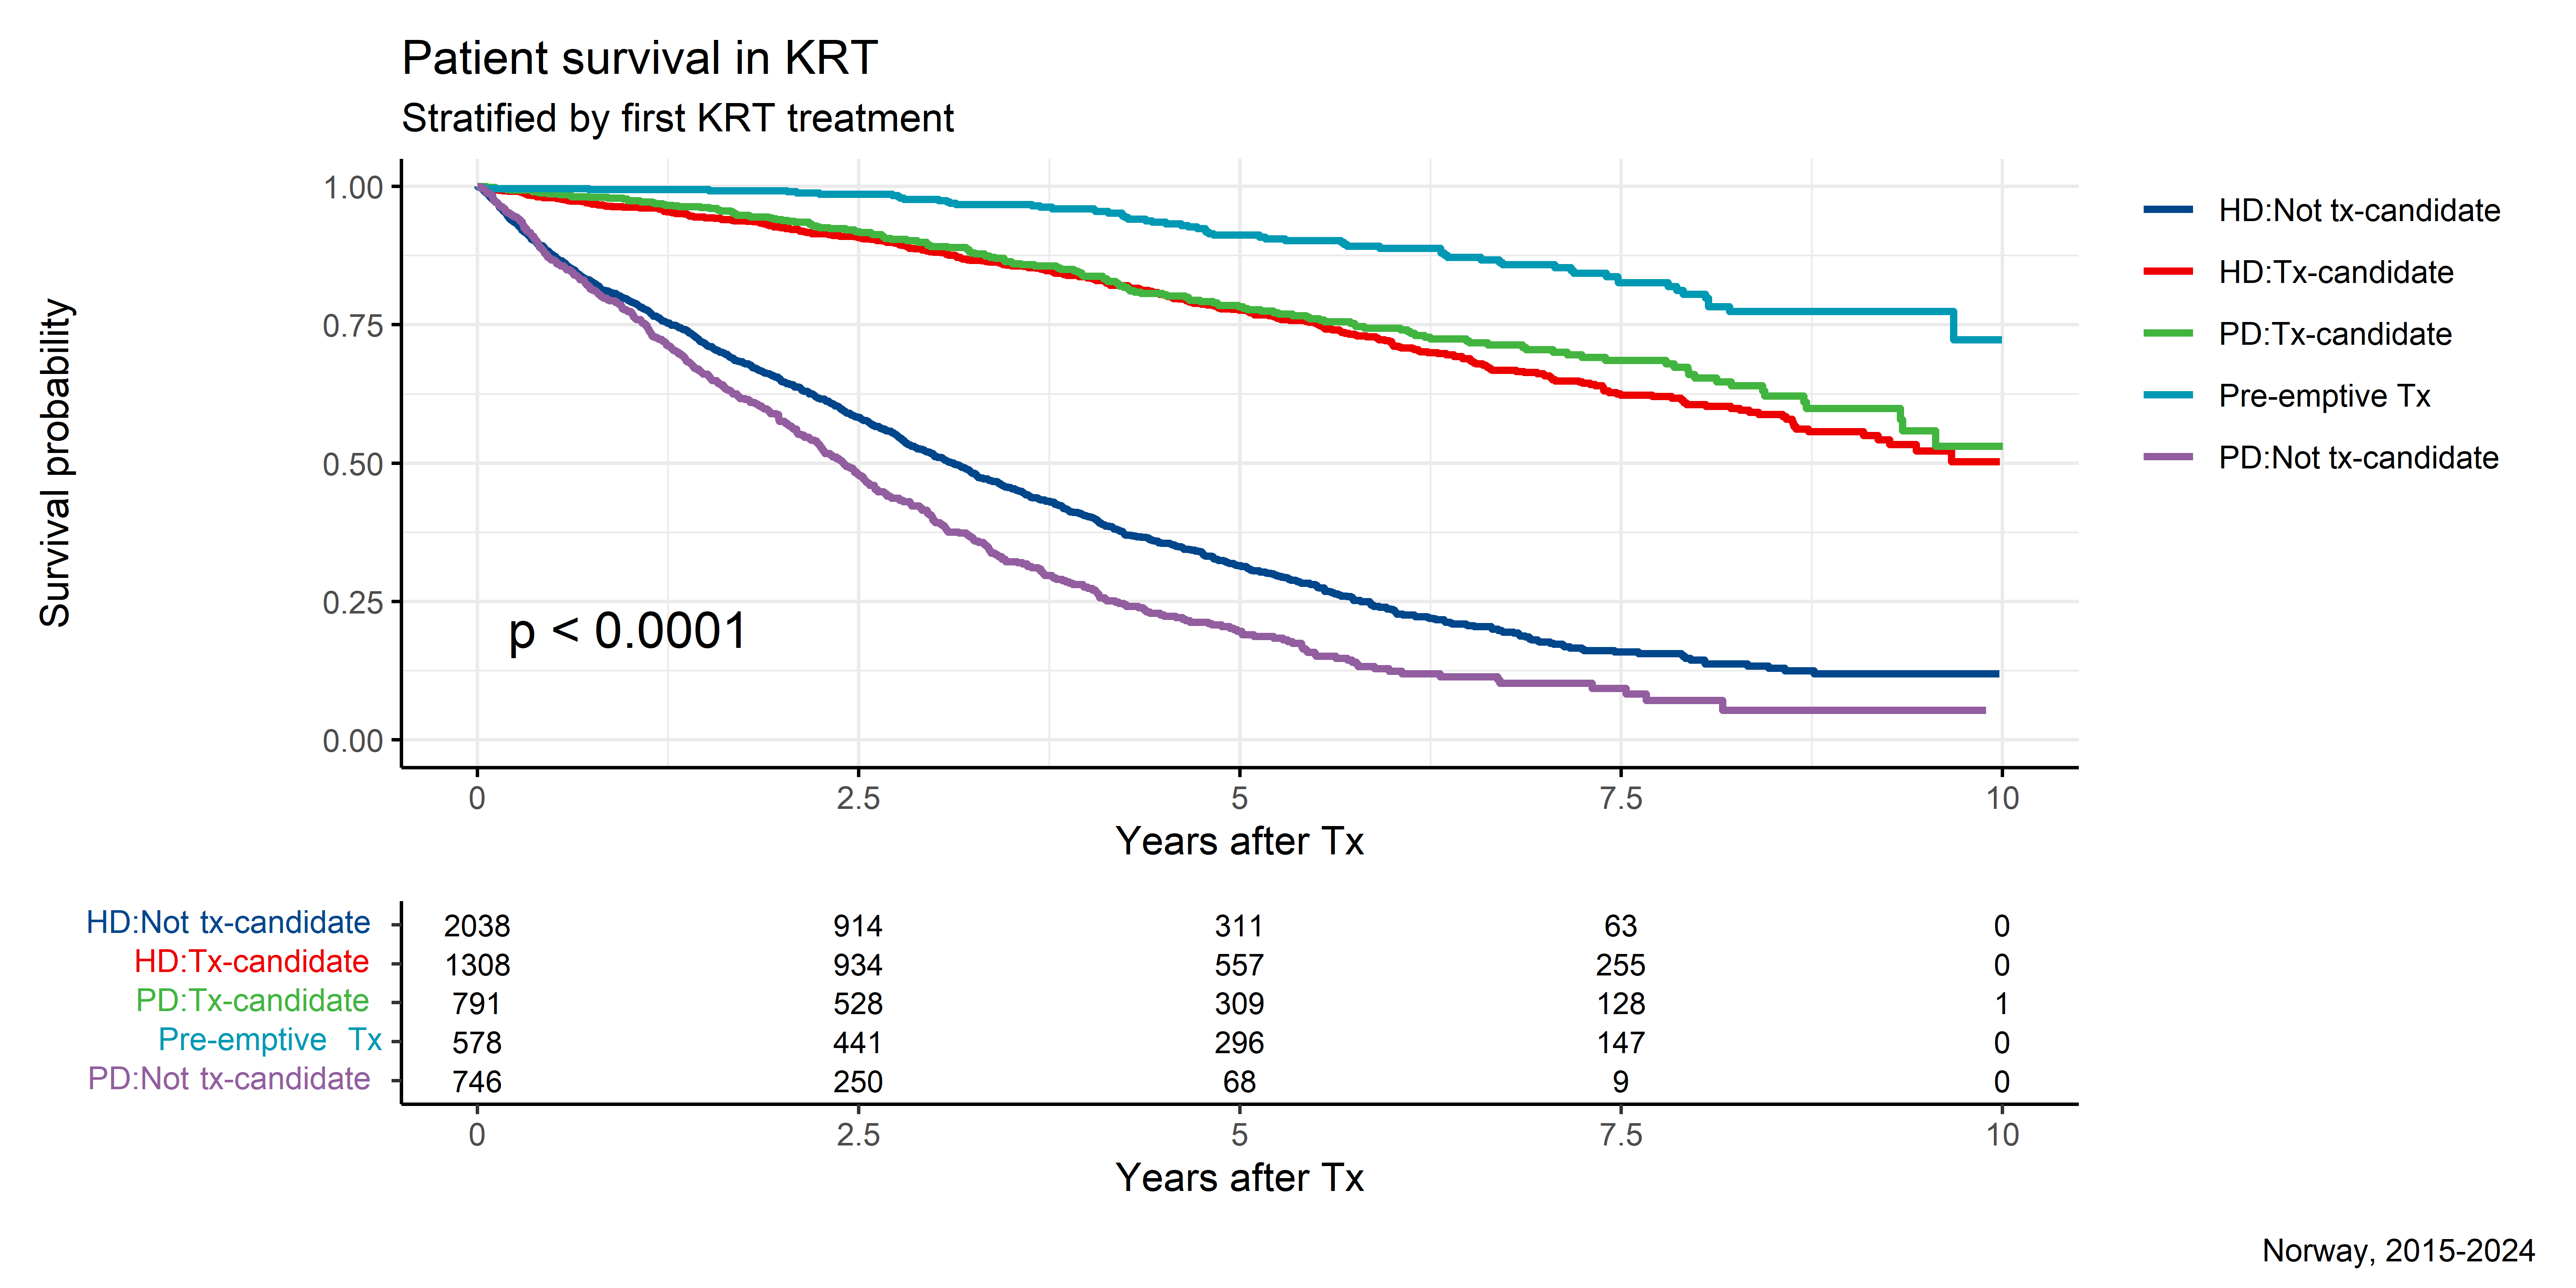 Patient survival in KRT
Stratified by first KRT treatment
Survival probability
1.00
0.75
0.50
0.25
0.00
p < 0.0001
0 2.5 5 7.5 10
Years after Tx
HD:Not tx-candidate
HD:Tx-candidate
PD:Tx-candidate
Pre-emptive Tx
PD:Not tx-candidate
HD:Not tx-candidate 2038 914 311 63 0
HD:Tx-candidate 1308 934 557 255 0
PD:Tx-candidate 791 528 309 128 1
Pre-emptive Tx 578 441 296 147 0
PD:Not tx-candidate 746 250 68 9 0
0 2.5 5 7.5 10
Years after Tx
Norway, 2015-2024